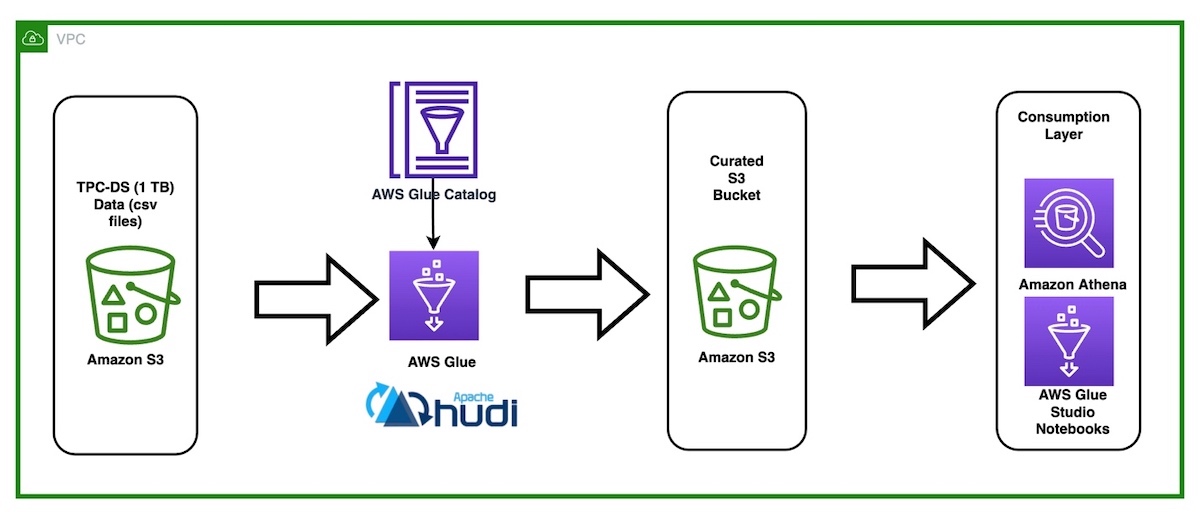 VPC
TPC-DS (1 TB)
Data (csv
files)
Amazon S3
AWS Glue Catalog
AWS Glue
Apache
hudi
Curated
S3
Bucket
Amazon S3
Consumption
Layer
Amazon Athena
AWS Glue
Studio
Notebooks